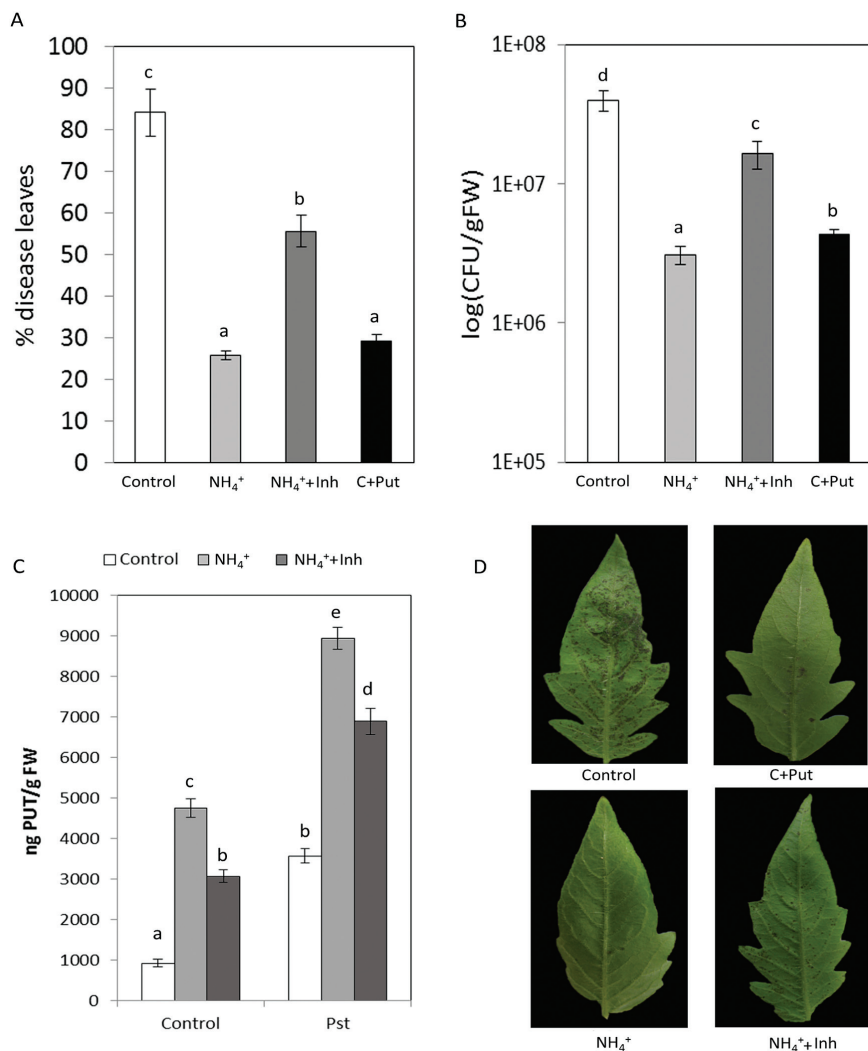 A
% disease leaves
100
90
80
70
60
50
40
30
20
10
0
c
a
b
a
Control
NH₄⁺
NH₄⁺+Inh
C+Put
B
log(CFU/gFW)
1E+08
1E+07
1E+06
1E+05
d
a
c
b
Control
NH₄⁺
NH₄⁺+Inh
C+Put
C
Control NH₄⁺ NH₄⁺+Inh
ng PUT/g FW
10000
9000
8000
7000
6000
5000
4000
3000
2000
1000
0
a
c
b
b
e
d
Control
Pst
D
Control
C+Put
NH₄⁺
NH₄⁺+Inh